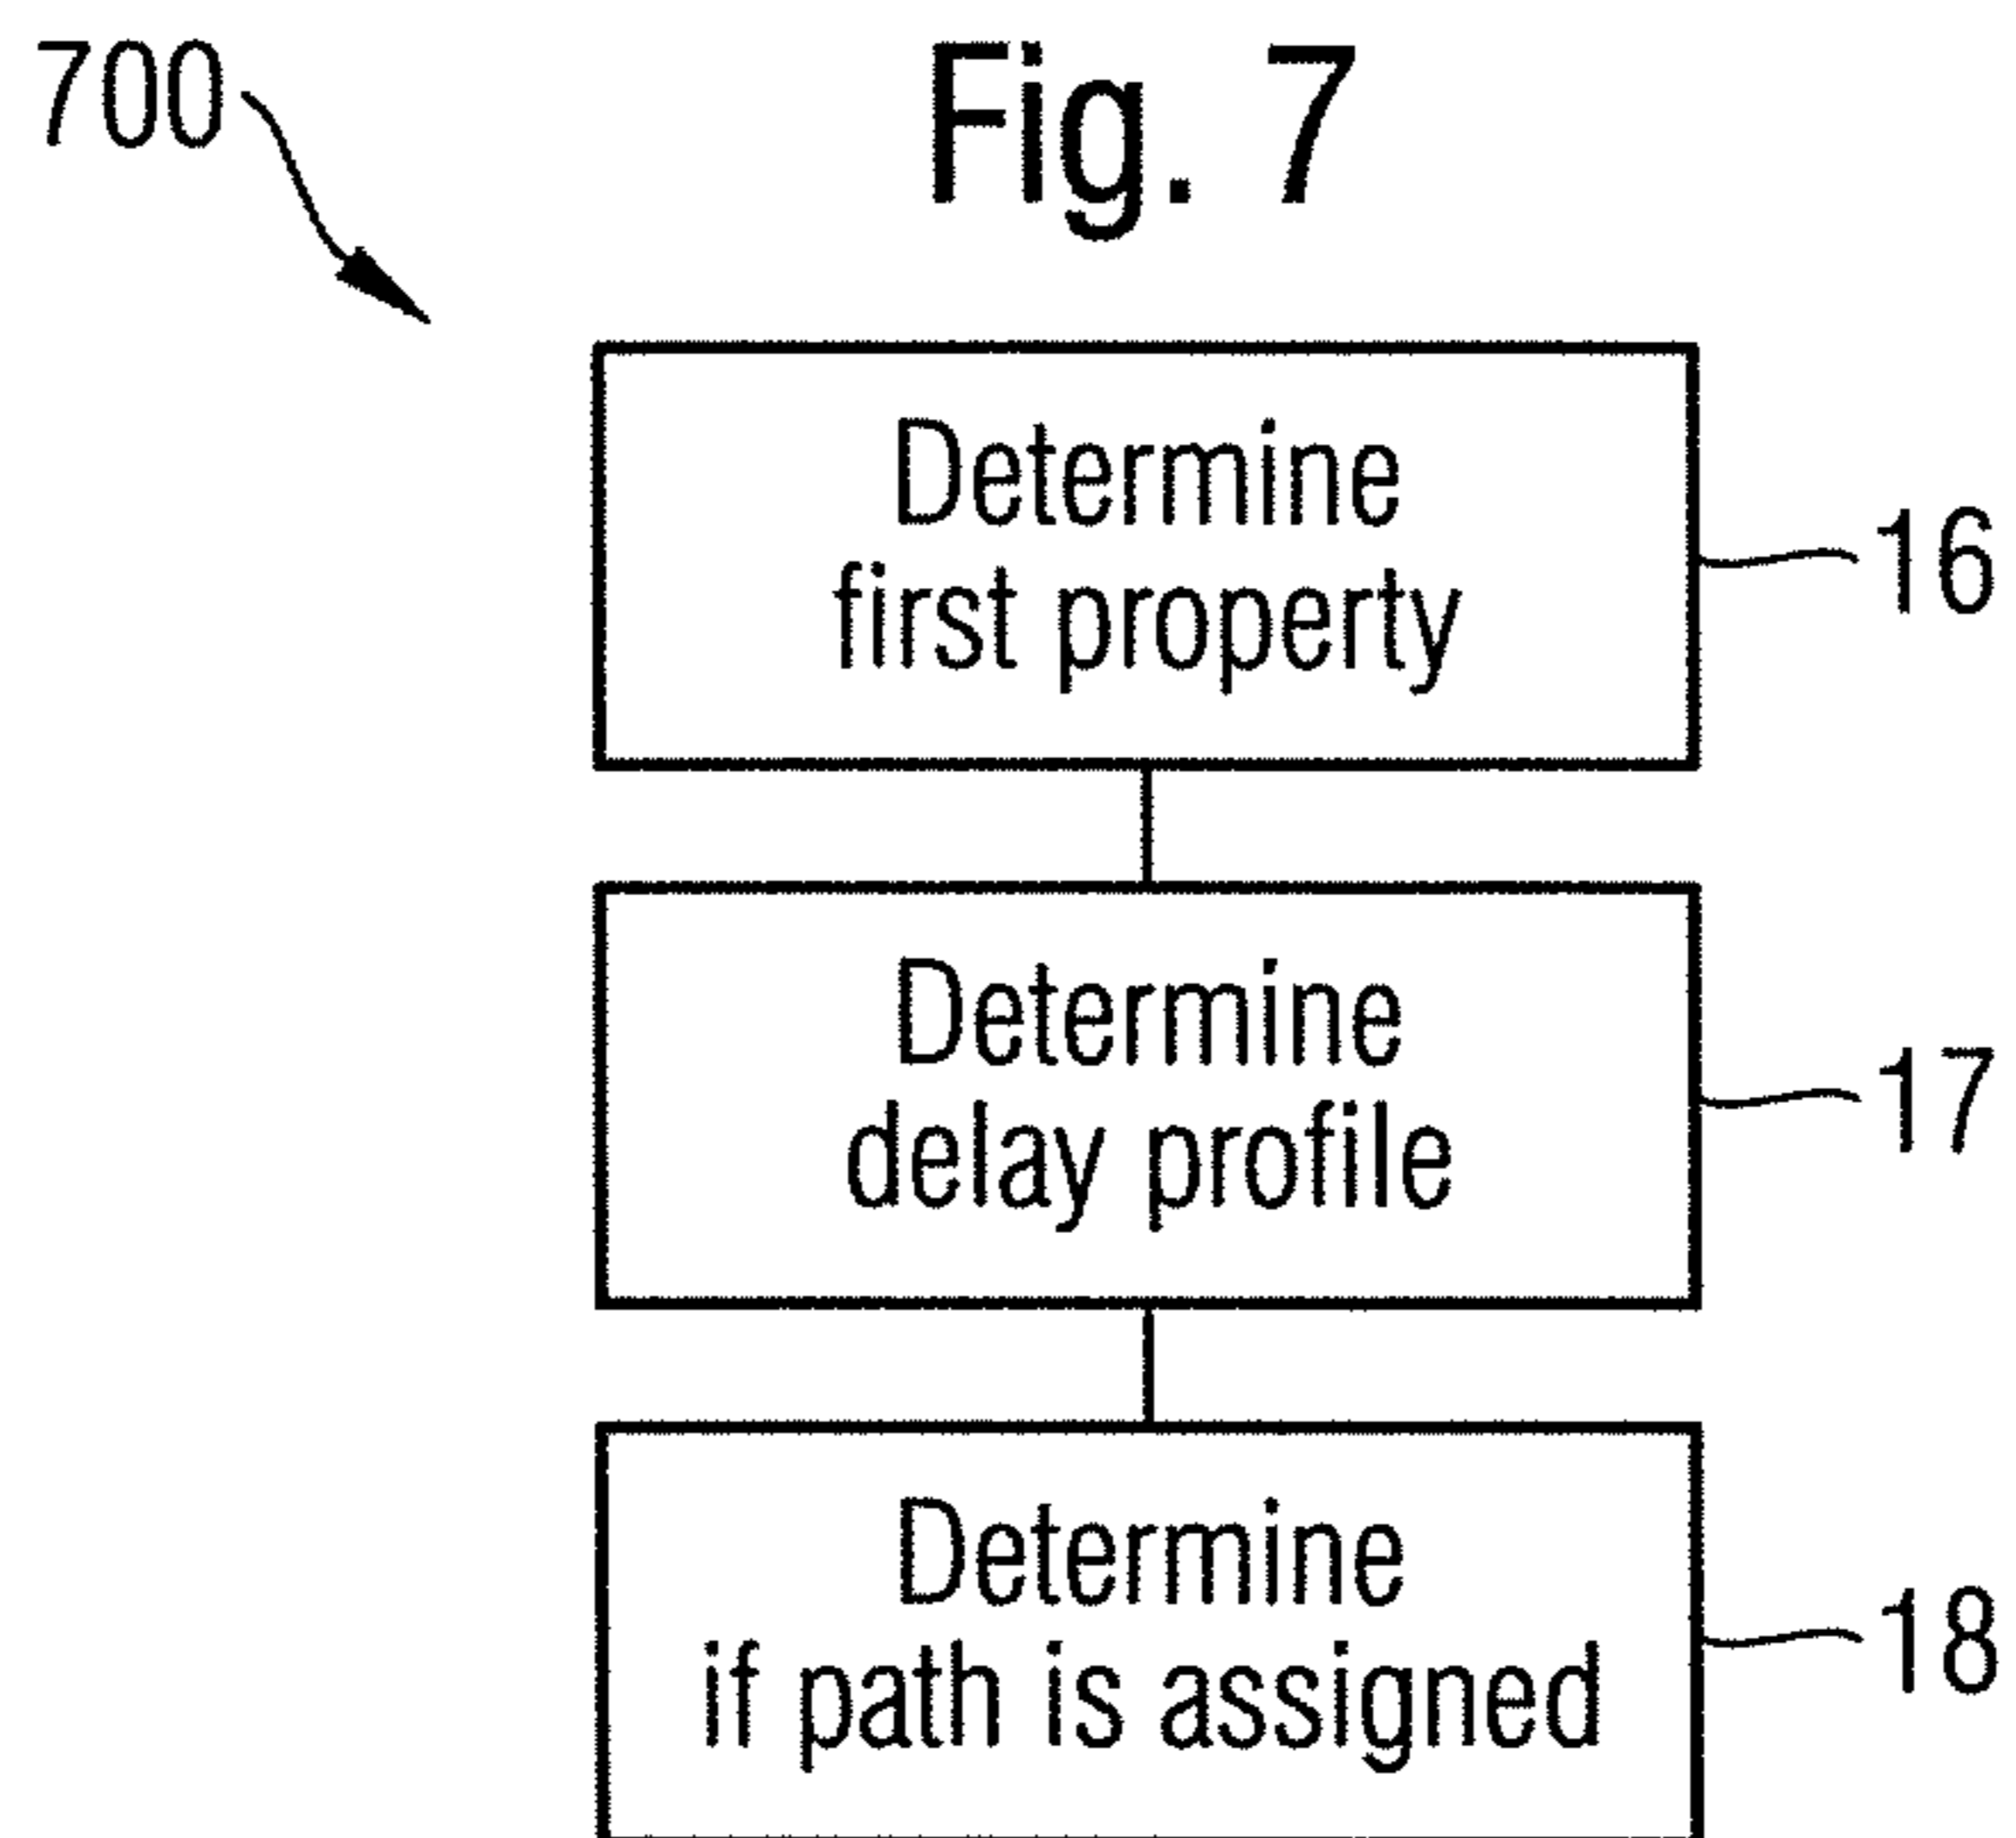 700
Fig. 7
Determine
first property
16
Determine
delay profile
17
Determine
if path is assigned
18